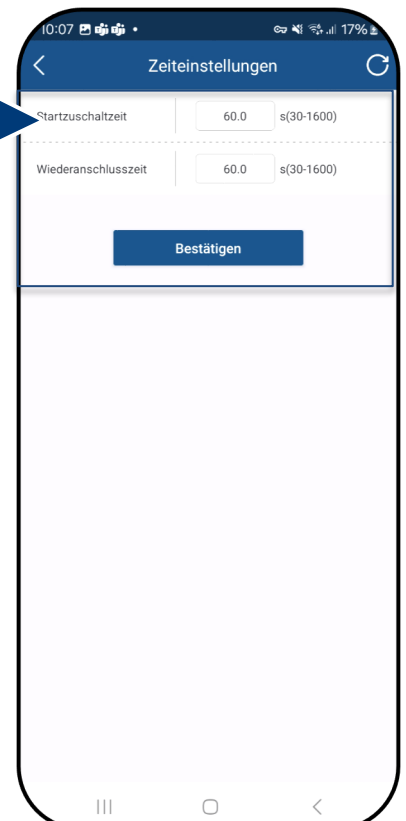 10:07
17%
Zeiteinstellungen
Startzuschaltzeit 60.0 s(30-1600)
Wiederanschlusszeit 60.0 s(30-1600)
Bestätigen